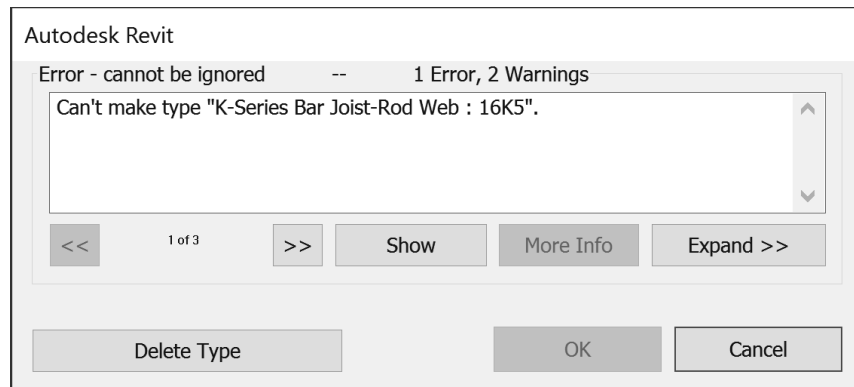 Autodesk Revit
Error - cannot be ignored -- 1 Error, 2 Warnings
Can't make type "K-Series Bar Joist-Rod Web : 16K5".
<< 1 of 3 >> Show More Info Expand >>
Delete Type OK Cancel